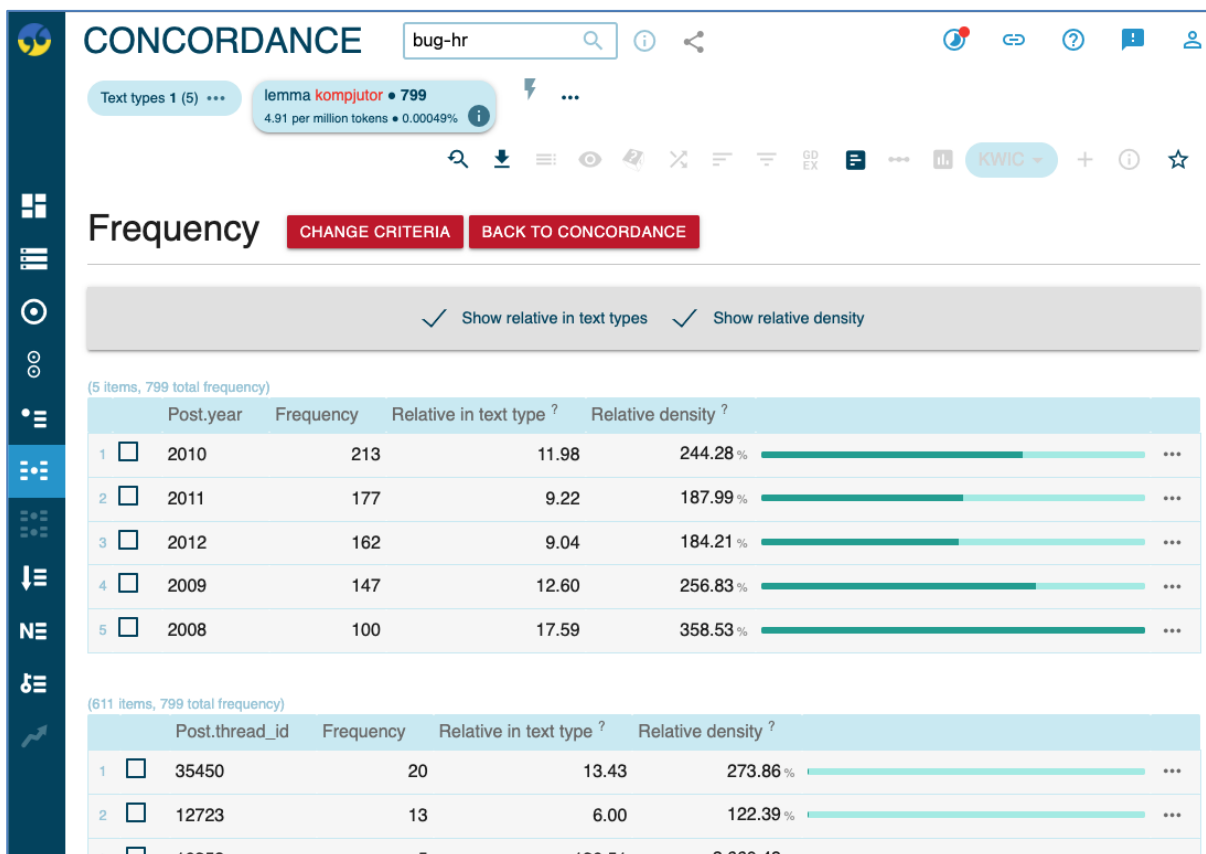 CONCORDANCE bug-hr
Text types 1 (5) •••
lemma kompjutor • 799
4.91 per million tokens • 0.00049%
GD EX KWIC
Frequency CHANGE CRITERIA BACK TO CONCORDANCE
Show relative in text types Show relative density
(5 items, 799 total frequency)
Post.year Frequency Relative in text type ? Relative density ?
1 2010 213 11.98 244.28 %
2 2011 177 9.22 187.99 %
3 2012 162 9.04 184.21 %
4 2009 147 12.60 256.83 %
5 2008 100 17.59 358.53 %
(611 items, 799 total frequency)
Post.thread_id Frequency Relative in text type ? Relative density ?
1 35450 20 13.43 273.86 %
2 12723 13 6.00 122.39 %